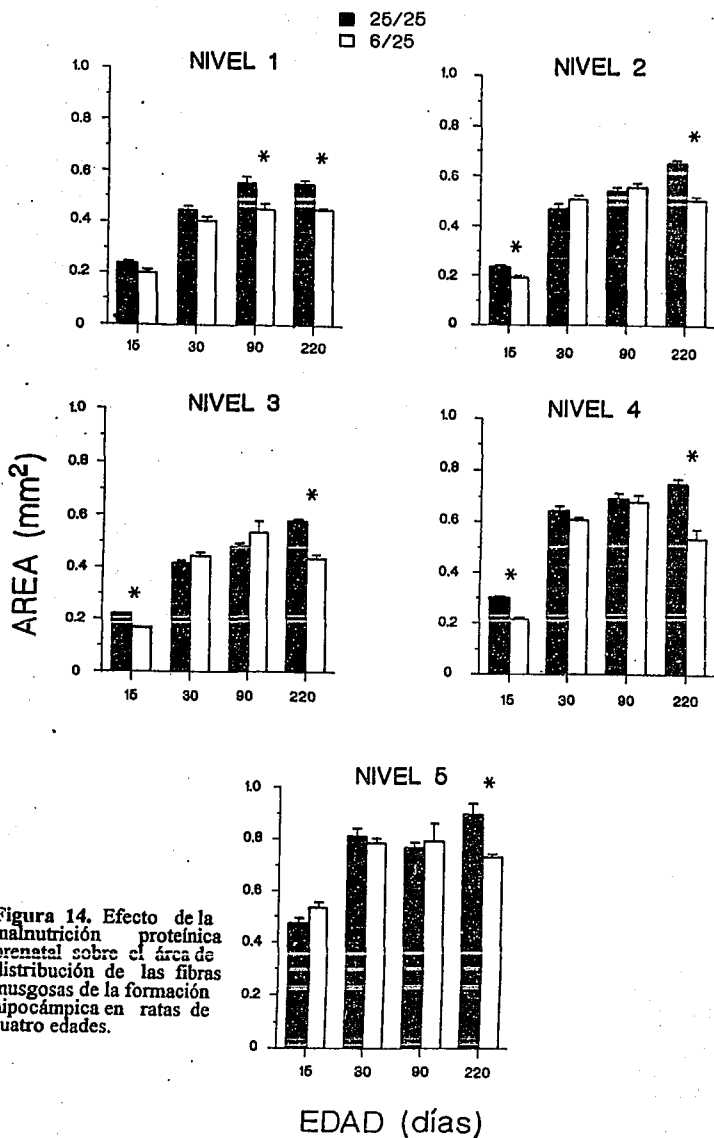 25/25
6/25
NIVEL 1
1.0
0.8
0.6
0.4
0.2
0
15 30 90 220
* *
NIVEL 2
1.0
0.8
0.6
0.4
0.2
0
15 30 90 220
* *
NIVEL 3
1.0
0.8
0.6
0.4
0.2
0
15 30 90 220
* *
NIVEL 4
1.0
0.8
0.6
0.4
0.2
0
15 30 90 220
* *
AREA (mm²)
NIVEL 5
1.0
0.8
0.6
0.4
0.2
0
15 30 90 220
*
EDAD (días)
Figura 14. Efecto de la
malnutrición proteínica
prenatal sobre el área de
distribución de las fibras
musgosas de la formación
hipocámpica en ratas de
cuatro edades.